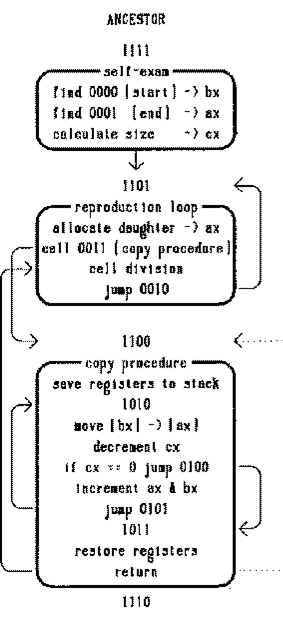 ANCESTOR
1111
self-exam
find 0000 [start] -> bx
find 0001 [end] -> ax
calculate size -> cx
1101
reproduction loop
allocate daughter -> ax
call 0011 (copy procedure)
cell division
jump 0010
1100
copy procedure
save registers to stack
1010
move [bx] -> [ax]
decrement cx
if cx == 0 jump 0100
increment ax & bx
jump 0101
1011
restore registers
return
1110